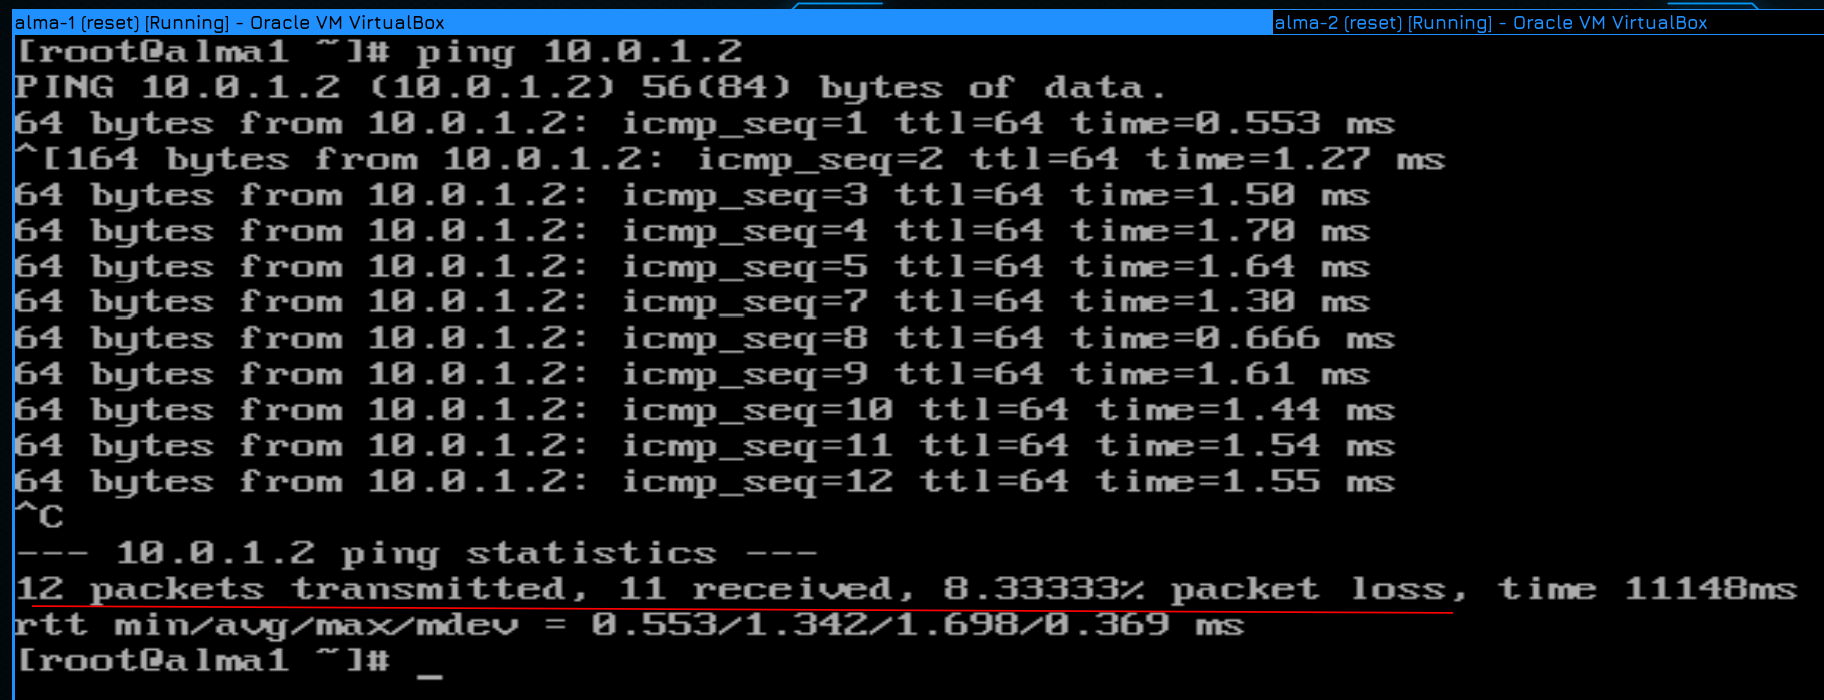 alma-1 (reset) [Running] - Oracle VM VirtualBox
alma-2 (reset) [Running] - Oracle VM VirtualBox
[root@alma1 ~]# ping 10.0.1.2
PING 10.0.1.2 (10.0.1.2) 56(84) bytes of data.
64 bytes from 10.0.1.2: icmp_seq=1 ttl=64 time=0.553 ms
^[164 bytes from 10.0.1.2: icmp_seq=2 ttl=64 time=1.27 ms
64 bytes from 10.0.1.2: icmp_seq=3 ttl=64 time=1.50 ms
64 bytes from 10.0.1.2: icmp_seq=4 ttl=64 time=1.70 ms
64 bytes from 10.0.1.2: icmp_seq=5 ttl=64 time=1.64 ms
64 bytes from 10.0.1.2: icmp_seq=7 ttl=64 time=1.30 ms
64 bytes from 10.0.1.2: icmp_seq=8 ttl=64 time=0.666 ms
64 bytes from 10.0.1.2: icmp_seq=9 ttl=64 time=1.61 ms
64 bytes from 10.0.1.2: icmp_seq=10 ttl=64 time=1.44 ms
64 bytes from 10.0.1.2: icmp_seq=11 ttl=64 time=1.54 ms
64 bytes from 10.0.1.2: icmp_seq=12 ttl=64 time=1.55 ms
^C
--- 10.0.1.2 ping statistics ---
12 packets transmitted, 11 received, 8.33333% packet loss, time 11148ms
rtt min/avg/max/mdev = 0.553/1.342/1.698/0.369 ms
[root@alma1 ~]# _